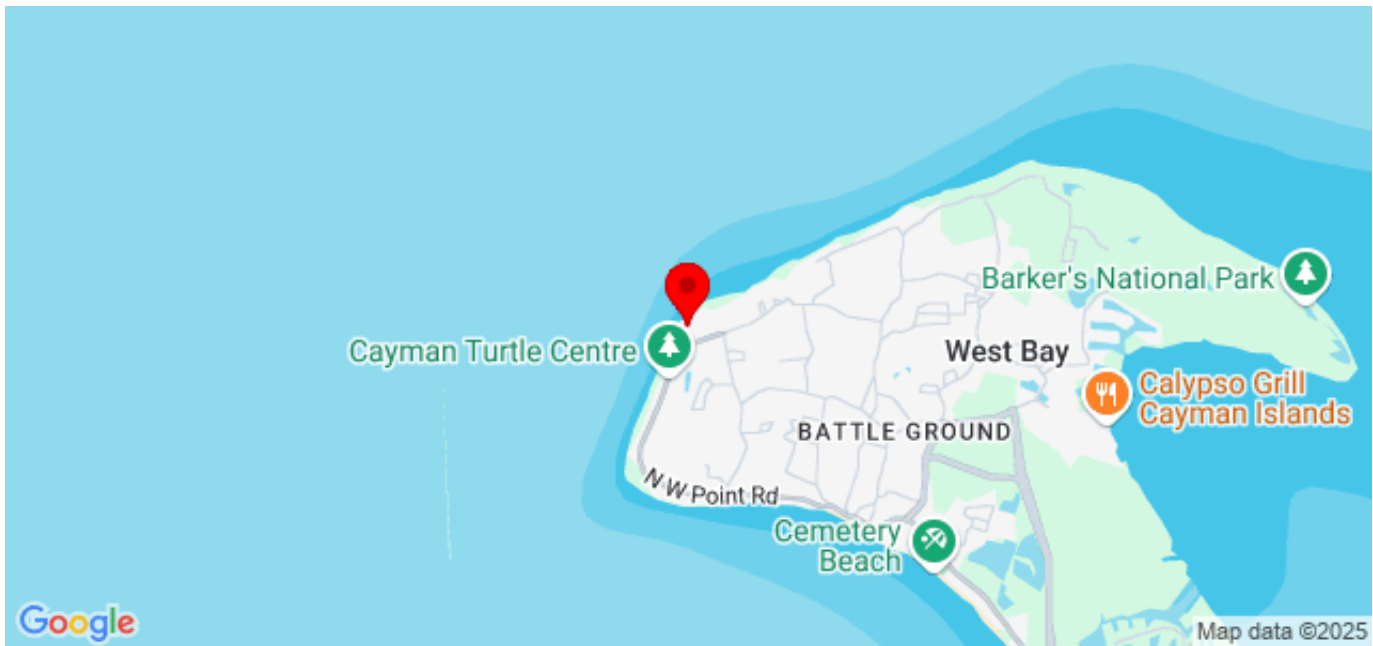 Barker's National Park
Cayman Turtle Centre
West Bay
Calypso Grill
Cayman Islands
BATTLE GROUND
N W Point Rd
Cemetery
Beach
Google
Map data ©2025